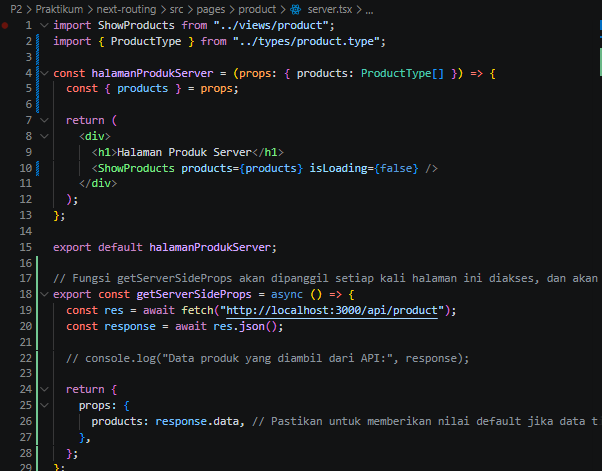 P2 > Praktikum > next-routing > src > pages > product > server.tsx > ...
1 import ShowProducts from "../views/product";
2 import { ProductType } from "../types/product.type";
3
4 const halamanProdukServer = (props: { products: ProductType[] }) => {
5 const { products } = props;
6
7 return (
8 <div>
9 <h1>Halaman Produk Server</h1>
10 <ShowProducts products={products} isLoading={false} />
11 </div>
12 );
13 };
14
15 export default halamanProdukServer;
16
17 // Fungsi getServerSideProps akan dipanggil setiap kali halaman ini diakses, dan akan
18 export const getServerSideProps = async () => {
19 const res = await fetch("http://localhost:3000/api/product");
20 const response = await res.json();
21
22 // console.log("Data produk yang diambil dari API:", response);
23
24 return {
25 props: {
26 products: response.data, // Pastikan untuk memberikan nilai default jika data t
27 },
28 };
29 };